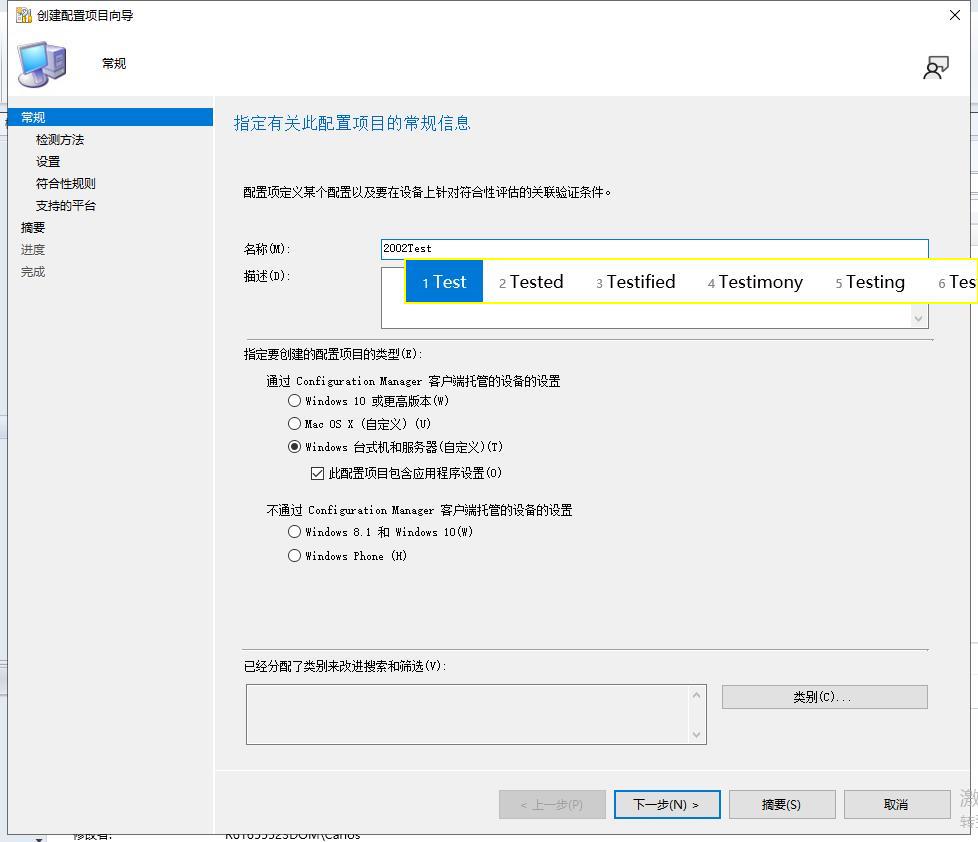 创建配置项目向导
常规
常规
检测方法
设置
符合性规则
支持的平台
摘要
进度
完成
指定有关此配置项目的常规信息
配置项定义某个配置以及要在设备上针对符合性评估的关联验证条件。
名称(M): 2002Test
描述(D):
1 Test 2 Tested 3 Testified 4 Testimony 5 Testing 6 Tes
指定要创建的配置项目的类型(E):
通过 Configuration Manager 客户端托管的设备的设置
Windows 10 或更高版本(W)
Mac OS X (自定义) (U)
Windows 台式机和服务器(自定义)(T)
此配置项目包含应用程序设置(O)
不通过 Configuration Manager 客户端托管的设备的设置
Windows 8.1 和 Windows 10(W)
Windows Phone (H)
已经分配了类别来改进搜索和筛选(V):
类别(C)...
< 上一步(P) 下一步(N) > 摘要(S) 取消
激
转到